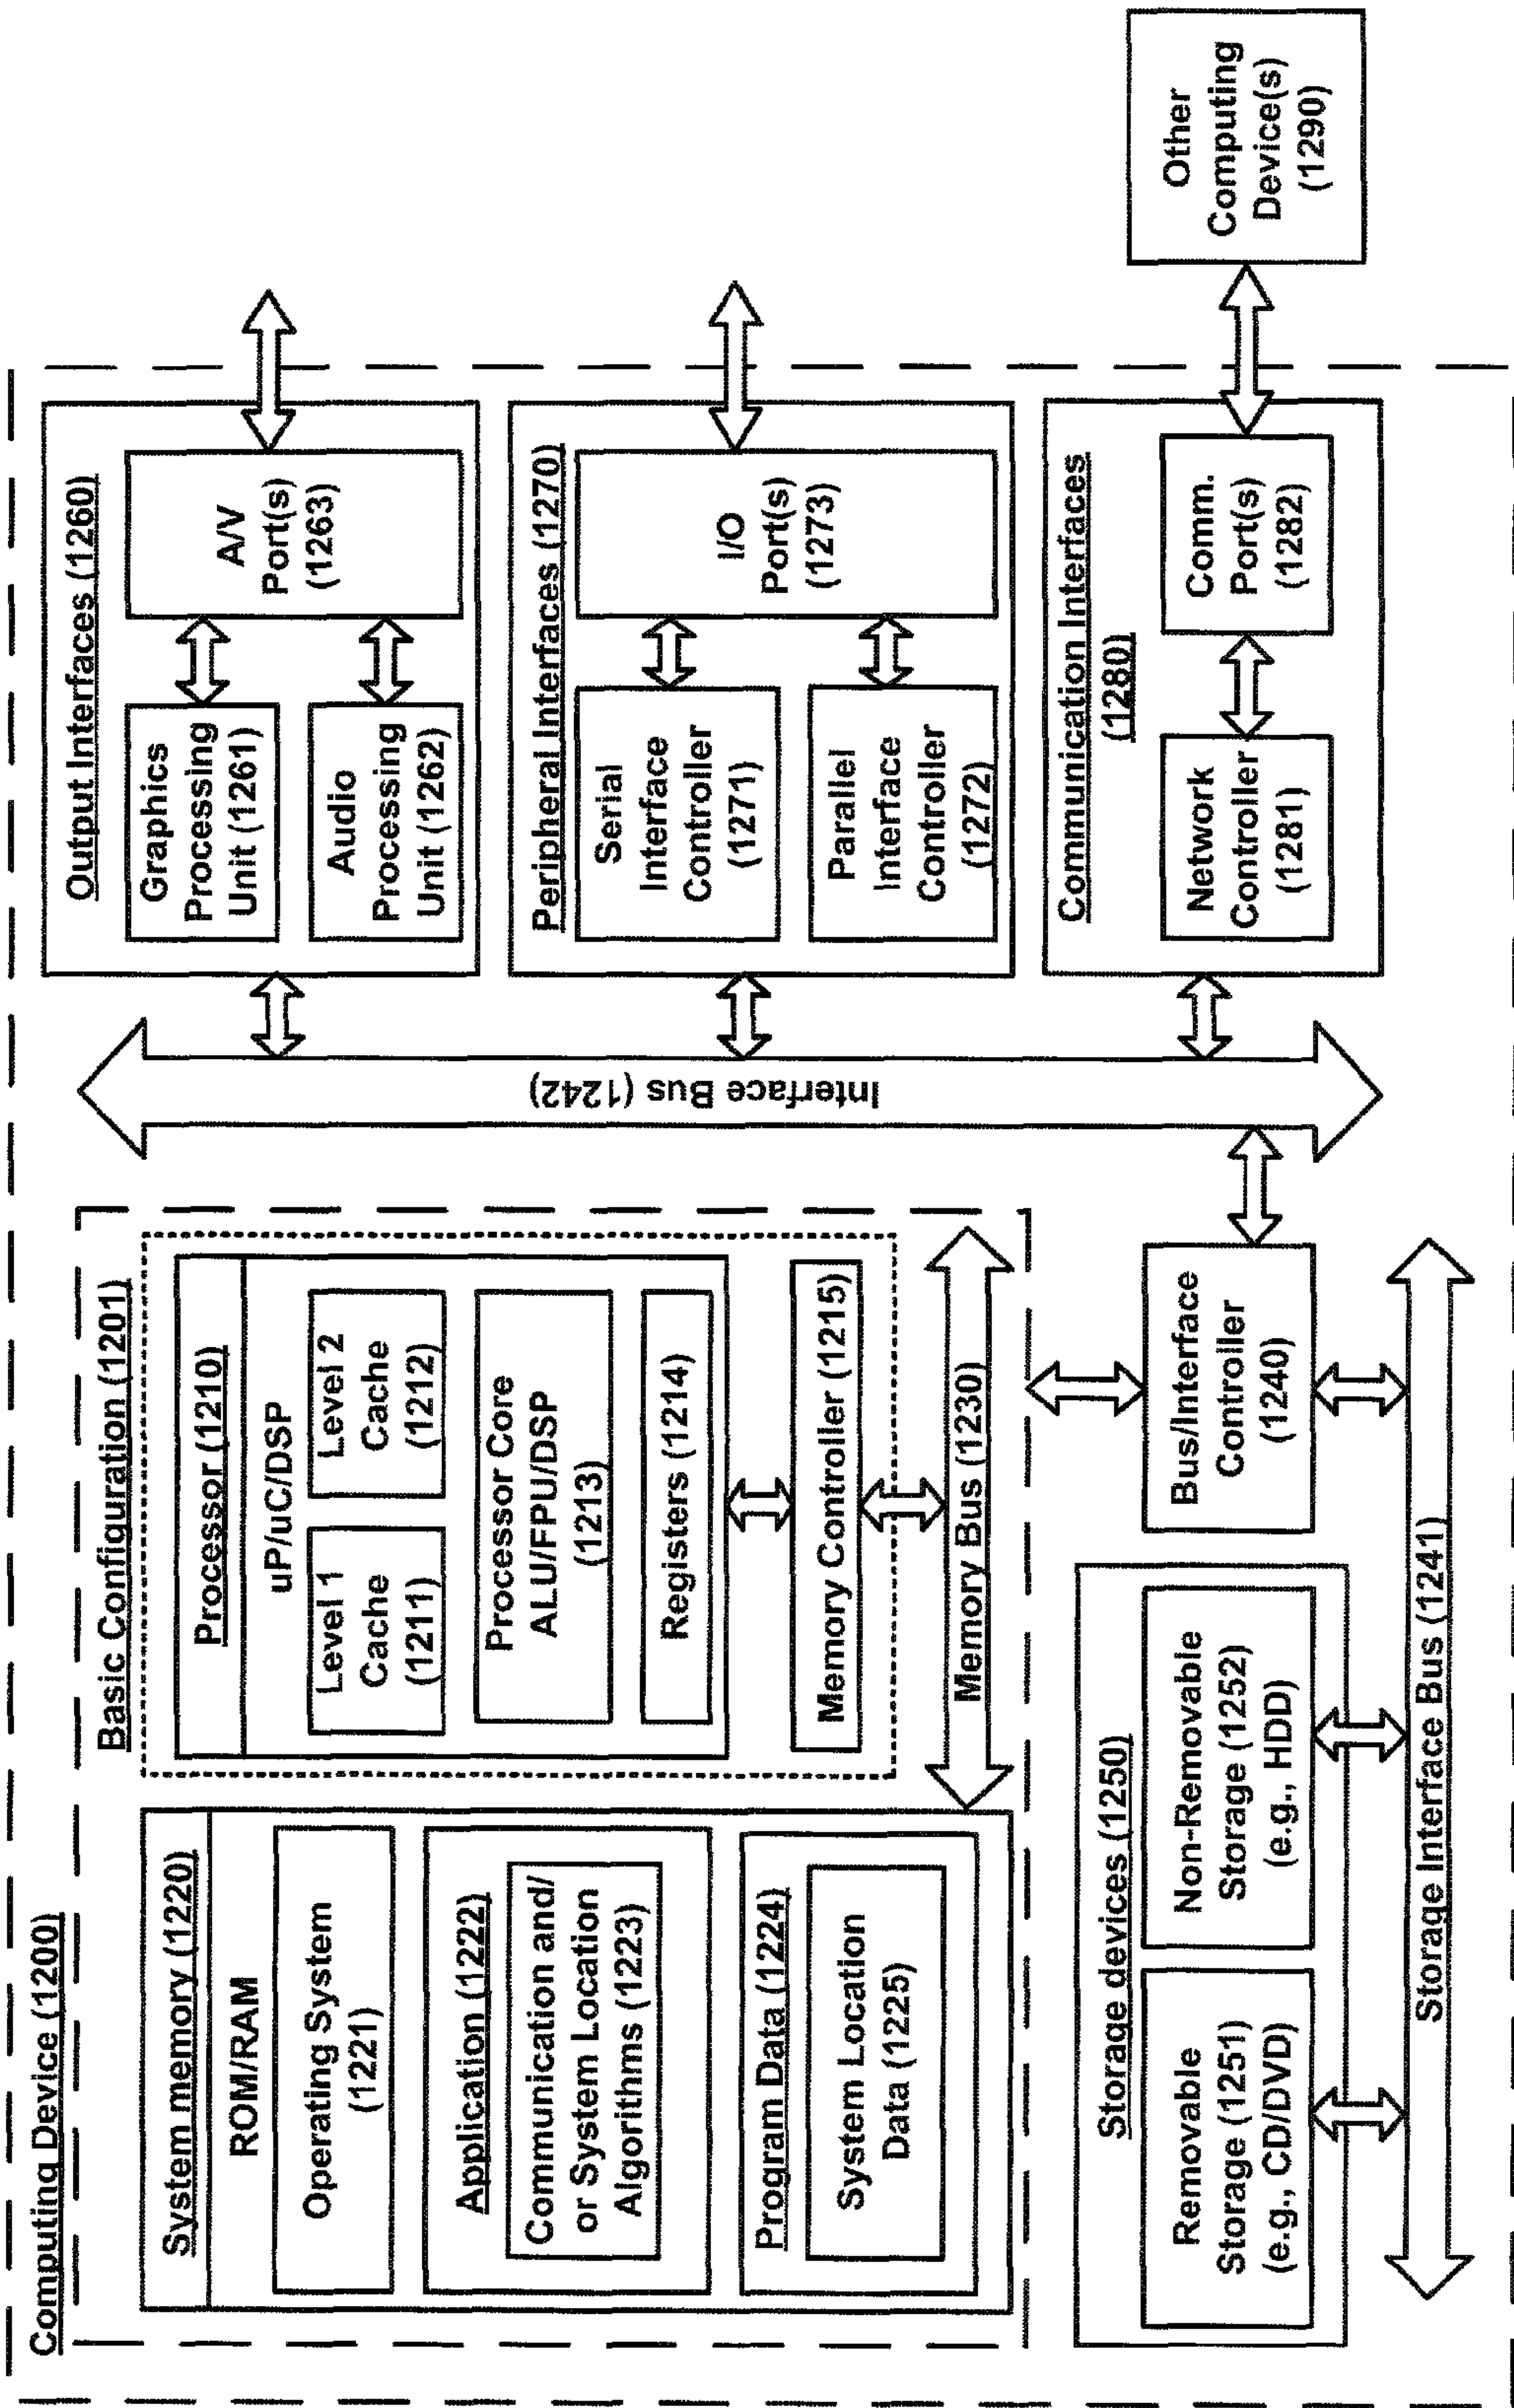 Computing Device (1200)
Basic Configuration (1201)
System memory (1220)
ROM/RAM
Operating System
(1221)
Application (1222)
Communication and/
or System Location
Algorithms (1223)
Program Data (1224)
System Location
Data (1225)
Processor (1210)
uP/uC/DSP
Level 1
Cache
(1211)
Level 2
Cache
(1212)
Processor Core
ALU/FPU/DSP
(1213)
Registers (1214)
Memory Controller (1215)
Memory Bus (1230)
Storage devices (1250)
Removable
Storage (1251)
(e.g., CD/DVD)
Non-Removable
Storage (1252)
(e.g., HDD)
Bus/Interface
Controller
(1240)
Storage Interface Bus (1241)
Interface Bus (1242)
Output Interfaces (1260)
Graphics
Processing
Unit (1261)
Audio
Processing
Unit (1262)
A/V
Port(s)
(1263)
Peripheral Interfaces (1270)
Serial
Interface
Controller
(1271)
Parallel
Interface
Controller
(1272)
I/O
Port(s)
(1273)
Communication Interfaces
(1280)
Network
Controller
(1281)
Comm.
Port(s)
(1282)
Other
Computing
Device(s)
(1290)